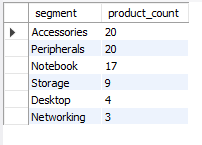 segment product_count
Accessories 20
Peripherals 20
Notebook 17
Storage 9
Desktop 4
Networking 3